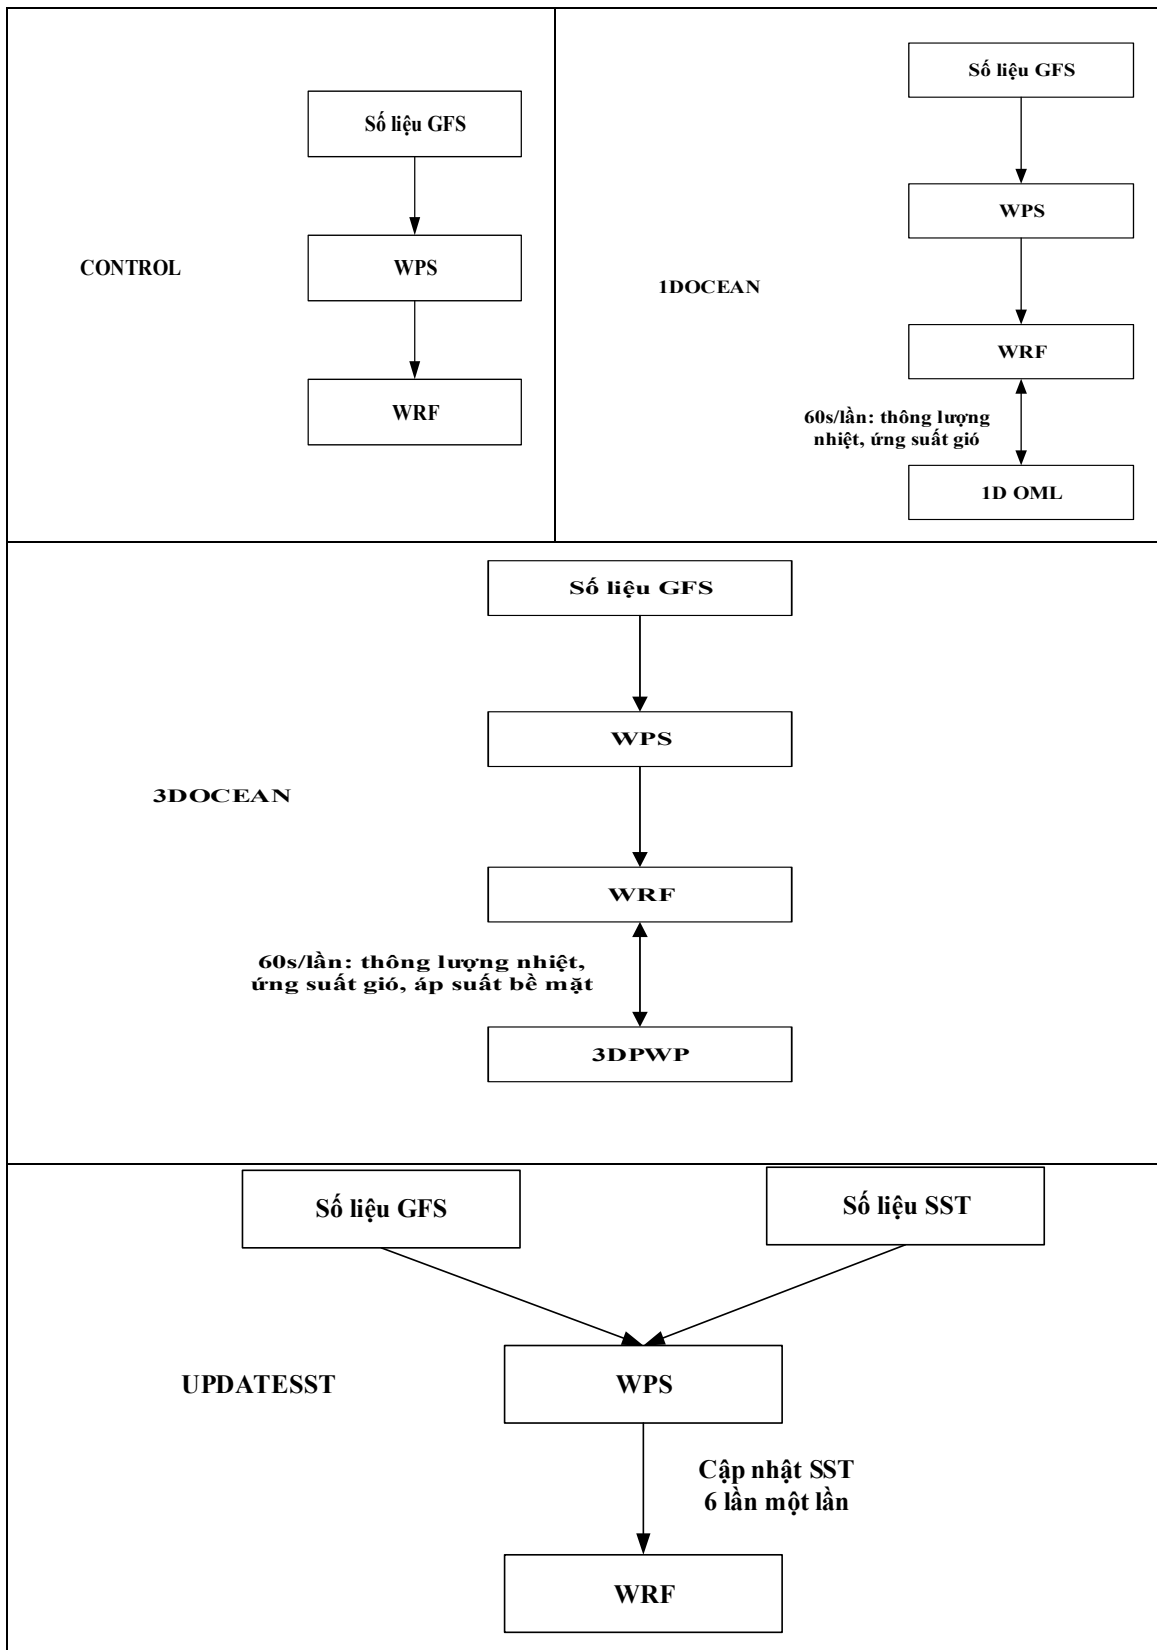 CONTROL
Số liệu GFS
WPS
WRF
1DOCEAN
Số liệu GFS
WPS
WRF
60s/lần: thông lượng
nhiệt, ứng suất gió
1D OML
3DOCEAN
Số liệu GFS
WPS
WRF
60s/lần: thông lượng nhiệt,
ứng suất gió, áp suất bề mặt
3DPWP
UPDATESST
Số liệu GFS
Số liệu SST
WPS
Cập nhật SST
6 lần một lần
WRF